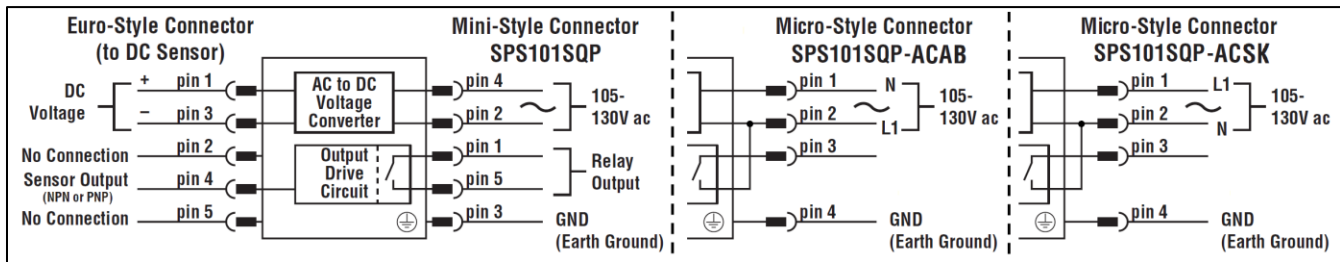 Euro-Style Connector
(to DC Sensor)
DC
Voltage
+
pin 1
–
pin 3
No Connection
pin 2
Sensor Output
(NPN or PNP)
pin 4
No Connection
pin 5
AC to DC
Voltage
Converter
Output
Drive
Circuit
Mini-Style Connector
SPS101SQP
pin 4
pin 2
105-
130V ac
pin 1
pin 5
Relay
Output
pin 3
GND
(Earth Ground)
Micro-Style Connector
SPS101SQP-ACAB
pin 1
N
pin 2
L1
105-
130V ac
pin 3
pin 4
GND
(Earth Ground)
Micro-Style Connector
SPS101SQP-ACSK
pin 1
L1
pin 2
N
105-
130V ac
pin 3
pin 4
GND
(Earth Ground)